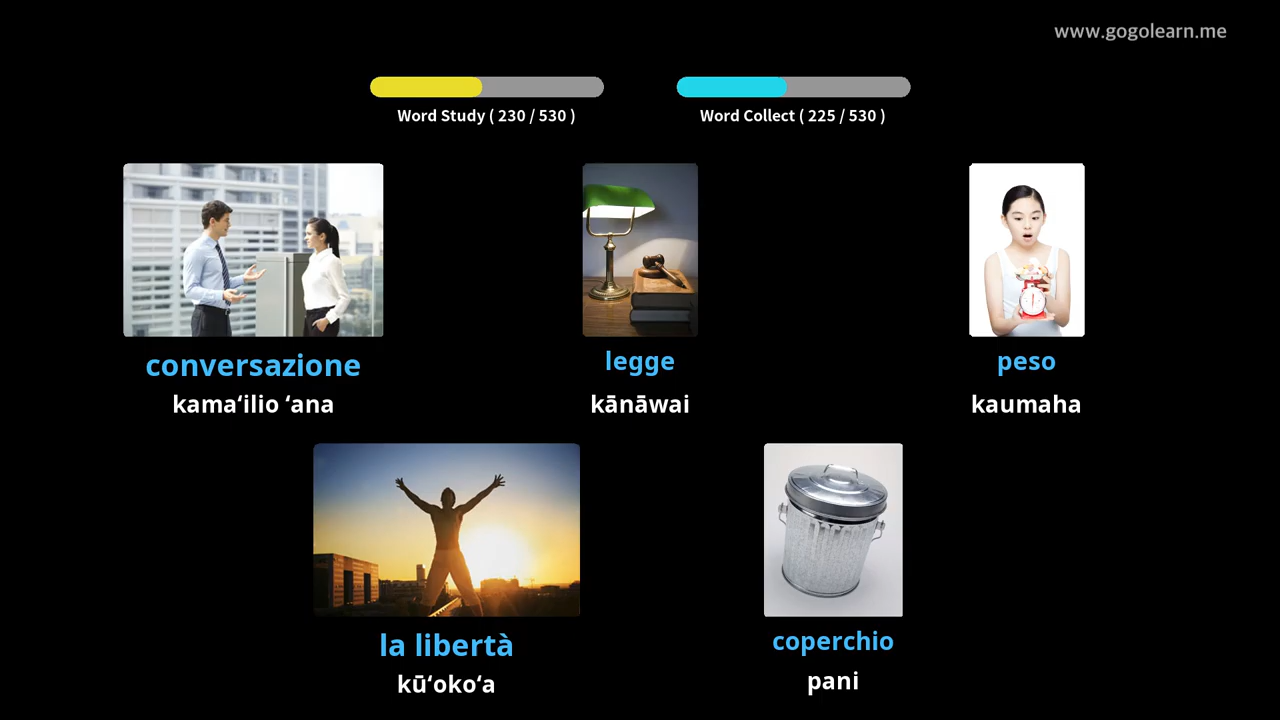 www.gogolearn.me
Word Study ( 230 / 530 )
Word Collect ( 225 / 530 )
conversazione
kamaʻilio ʻana
legge
kānāwai
peso
kaumaha
la libertà
kūʻokoʻa
coperchio
pani